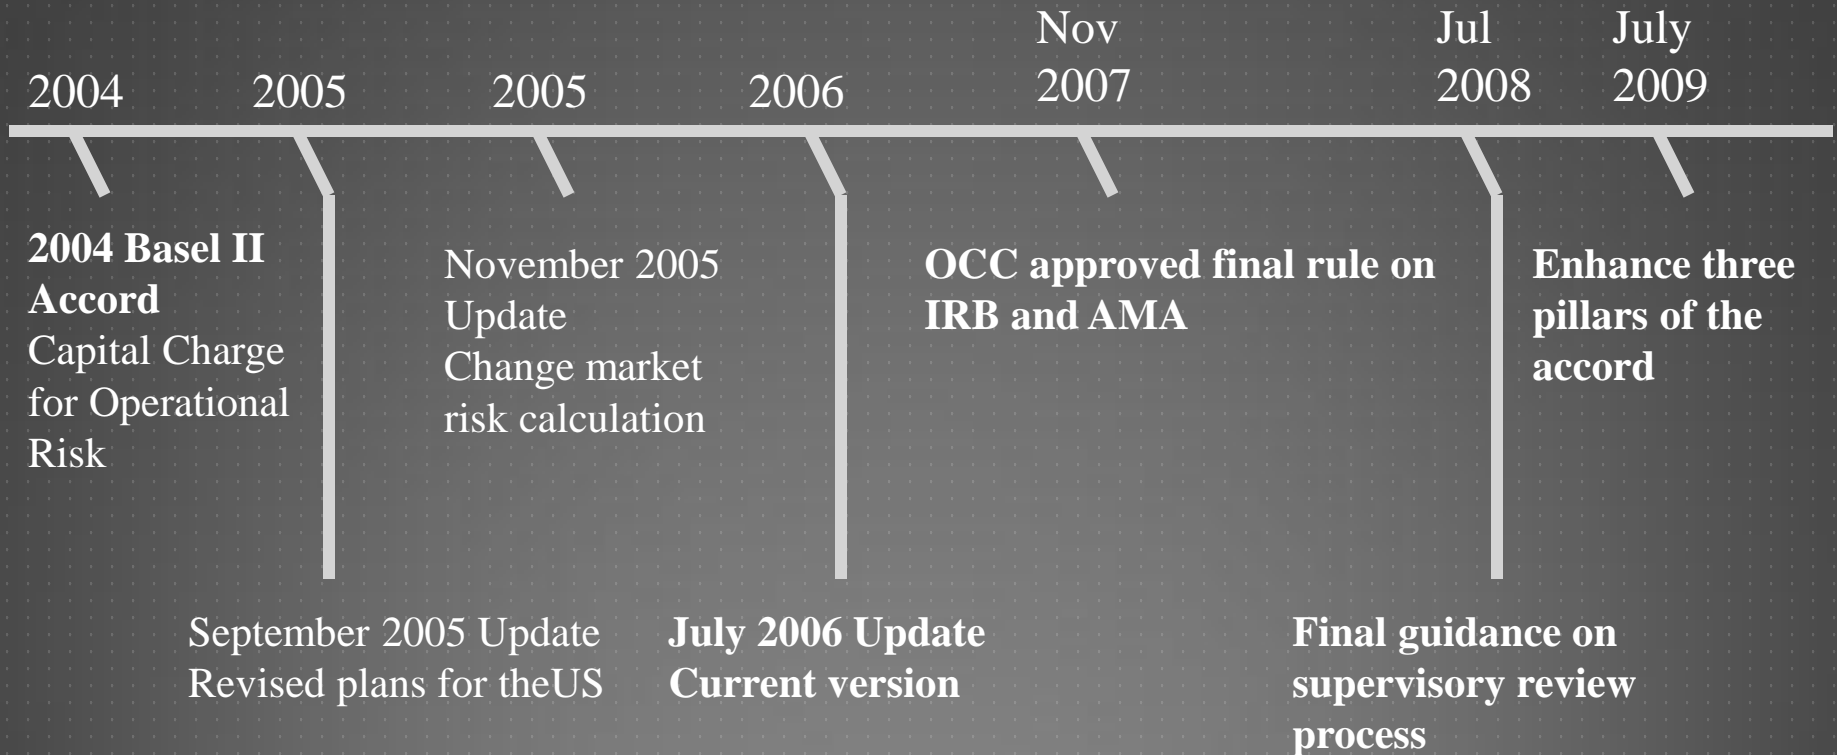 2004
2005
2005
2006
Nov
2007
Jul
2008
July
2009
2004 Basel II
Accord
Capital Charge
for Operational
Risk
November 2005
Update
Change market
risk calculation
OCC approved final rule on
IRB and AMA
Enhance three
pillars of the
accord
September 2005 Update
Revised plans for theUS
July 2006 Update
Current version
Final guidance on
supervisory review
process